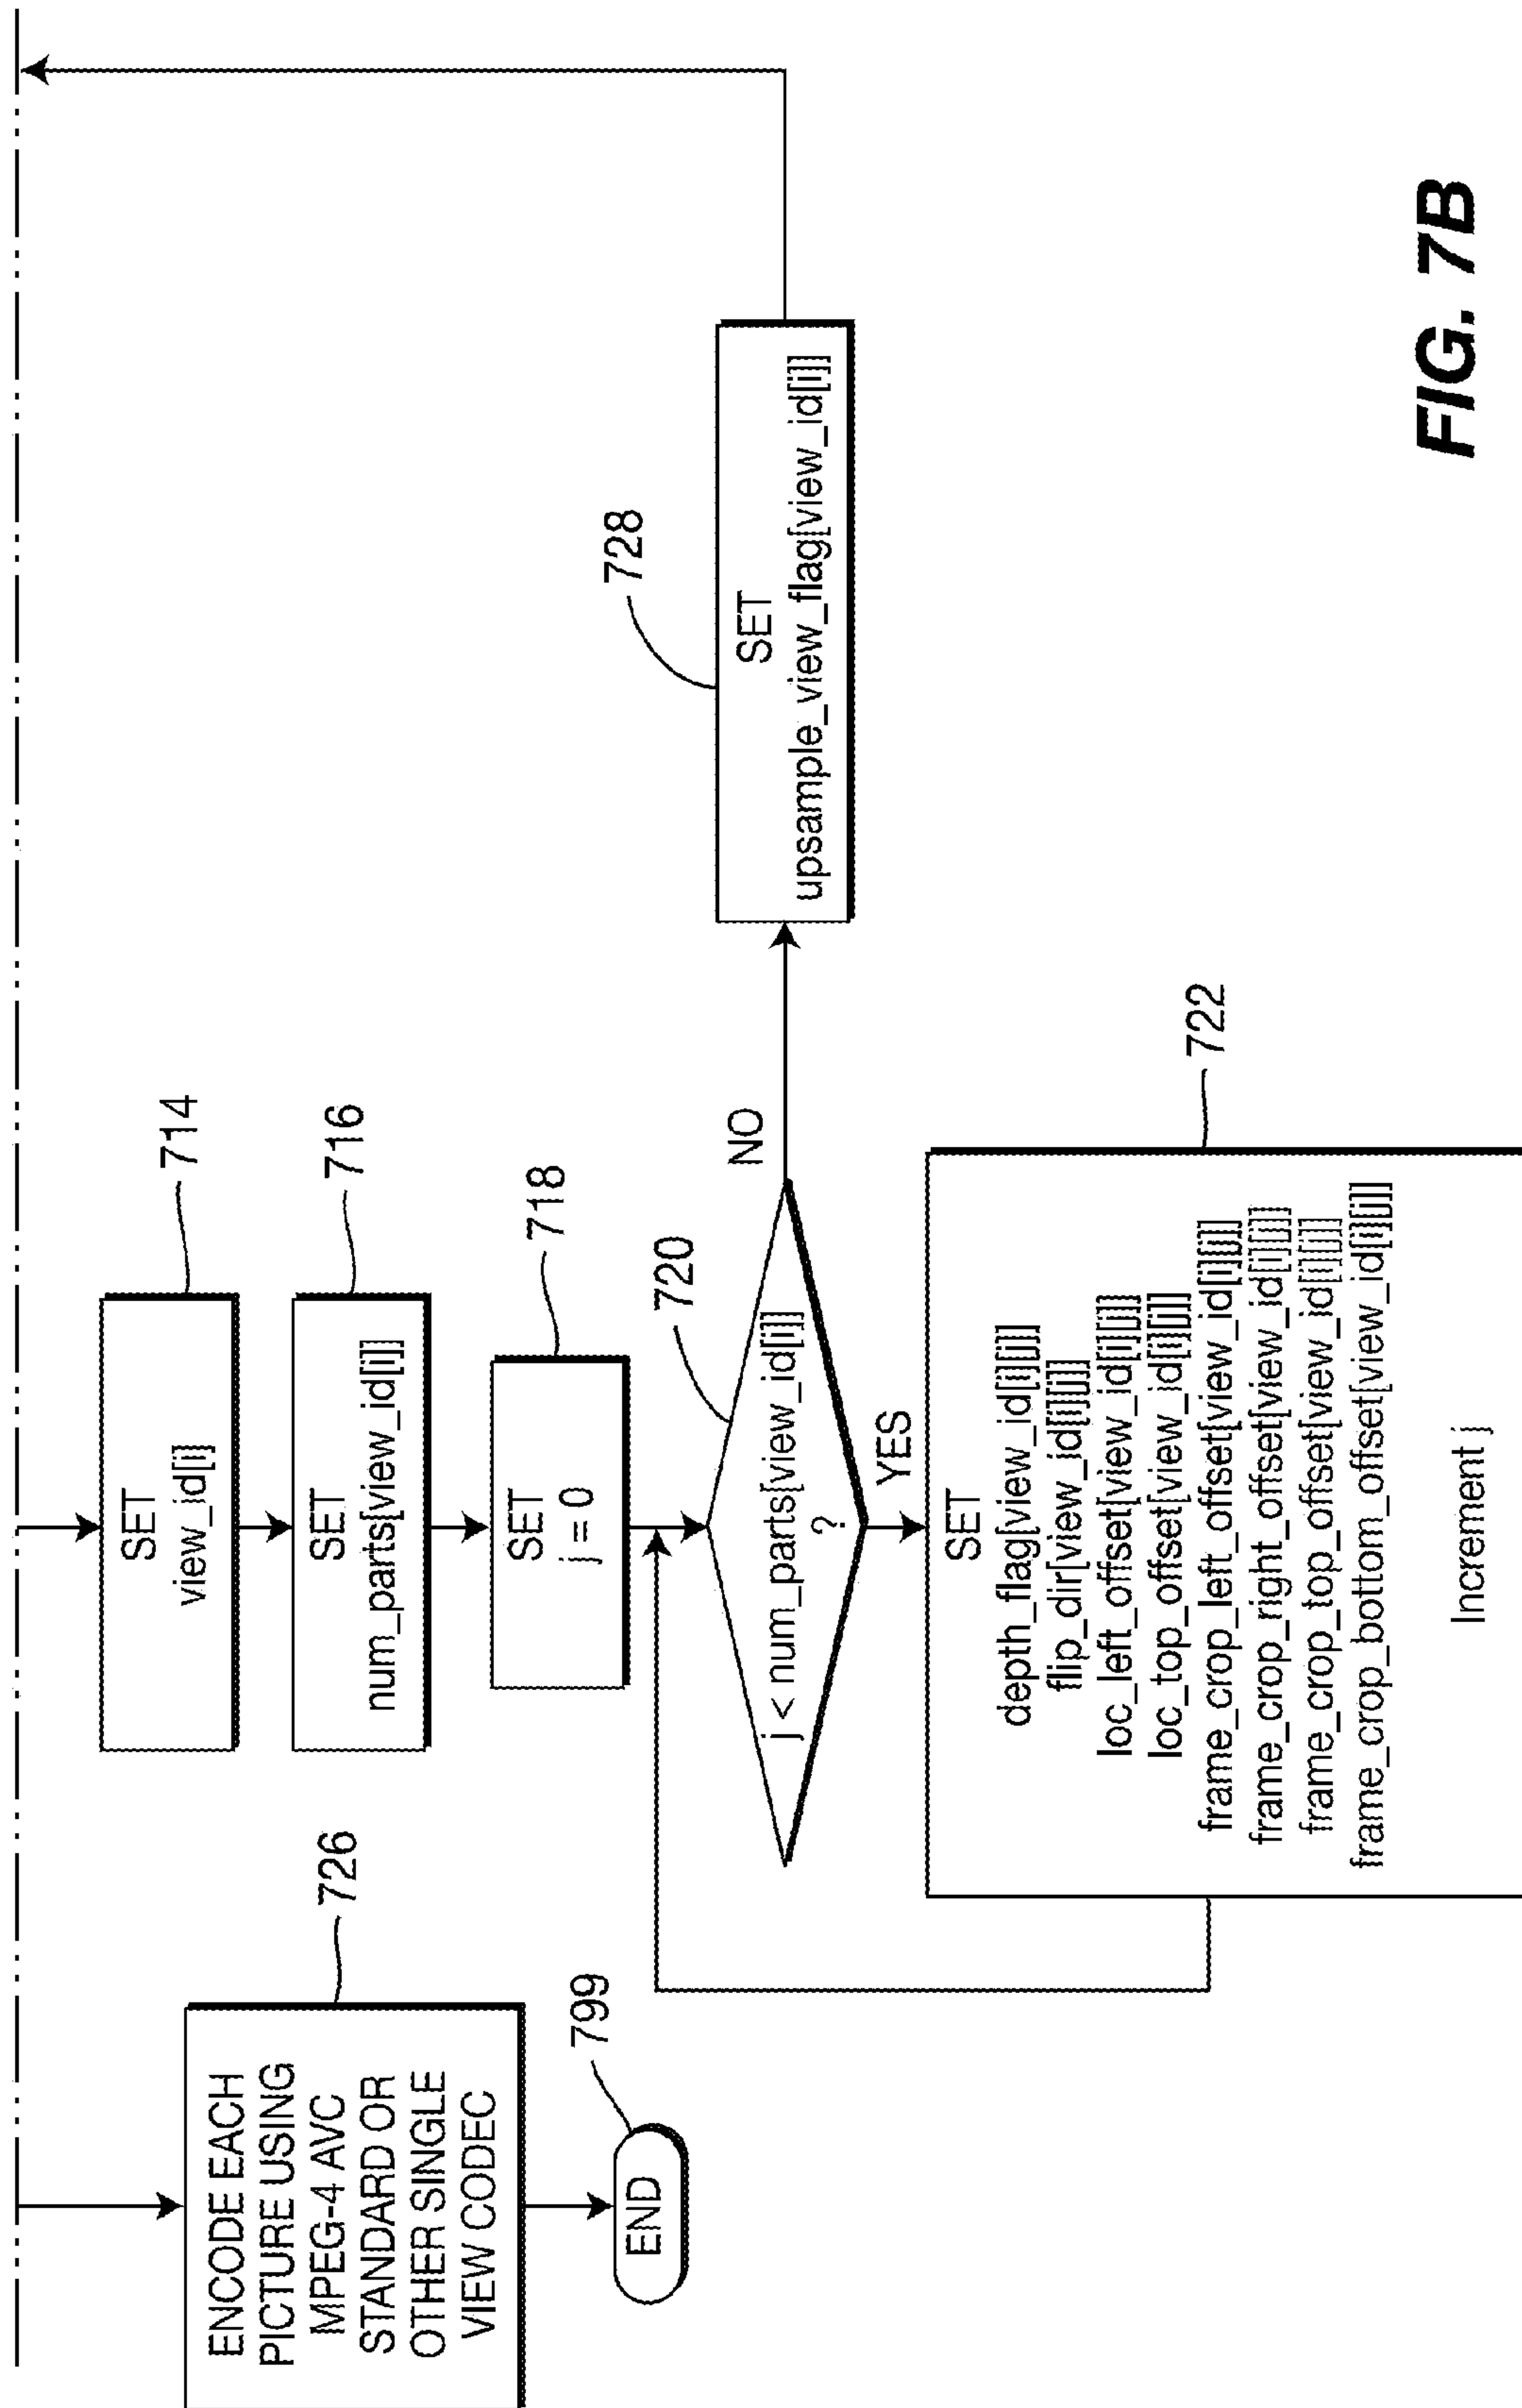 ENCODE EACH
PICTURE USING
MPEG-4 AVC
STANDARD OR
OTHER SINGLE
VIEW CODEC
726
END
799
SET
view_id[i]
714
SET
num_parts[view_id[i]]
716
SET
j = 0
718
j < num_parts[view_id[i]]
?
720
NO
YES
SET
depth_flag[view_id[i][j]]
flip_dir[view_id[i][j]]
loc_left_offset[view_id[i][j]]
loc_top_offset[view_id[i][j]]
frame_crop_left_offset[view_id[i][j]]
frame_crop_right_offset[view_id[i][j]]
frame_crop_top_offset[view_id[i][j]]
frame_crop_bottom_offset[view_id[i][j]]
Increment j
722
SET
upsample_view_flag[view_id[i]]
728
FIG. 7B